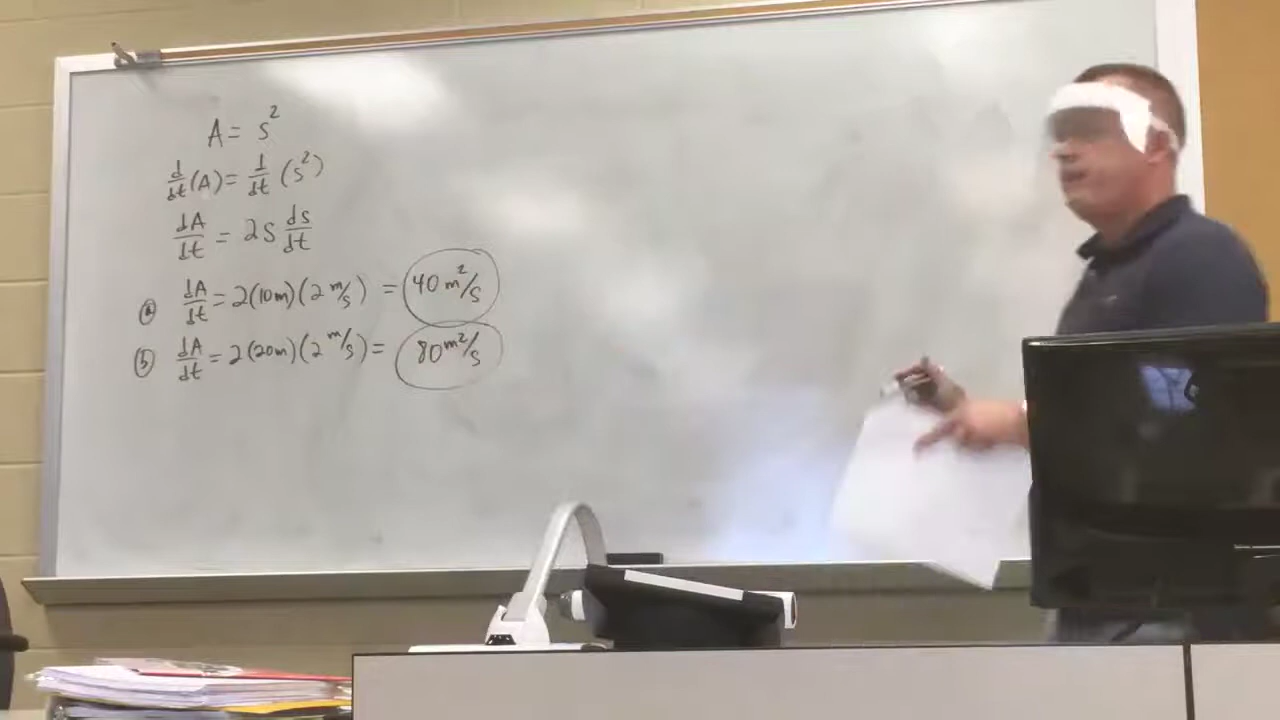 A = s²
d/dt (A) = d/dt (s²)
dA/dt = 2s ds/dt
ⓐ dA/dt = 2(10m)(2 m/s) = 40 m²/s
ⓑ dA/dt = 2(20m)(2 m/s) = 80 m²/s